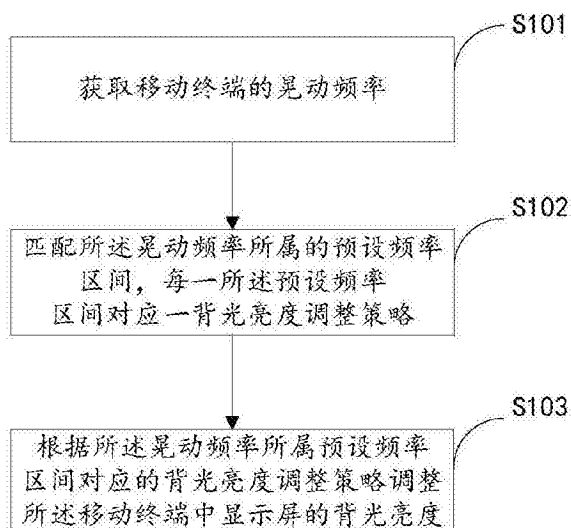 S101
获取移动终端的晃动频率
S102
匹配所述晃动频率所属的预设频率
区间，每一所述预设频率
区间对应一背光亮度调整策略
S103
根据所述晃动频率所属预设频率
区间对应的背光亮度调整策略调整
所述移动终端中显示屏的背光亮度